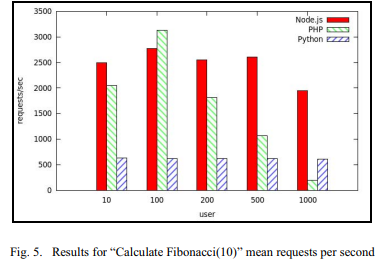 3500
3000
2500
2000
1500
1000
500
0
requests/sec
Node.js
PHP
Python
10 100 200 500 1000
user
Fig. 5. Results for “Calculate Fibonacci(10)” mean requests per second